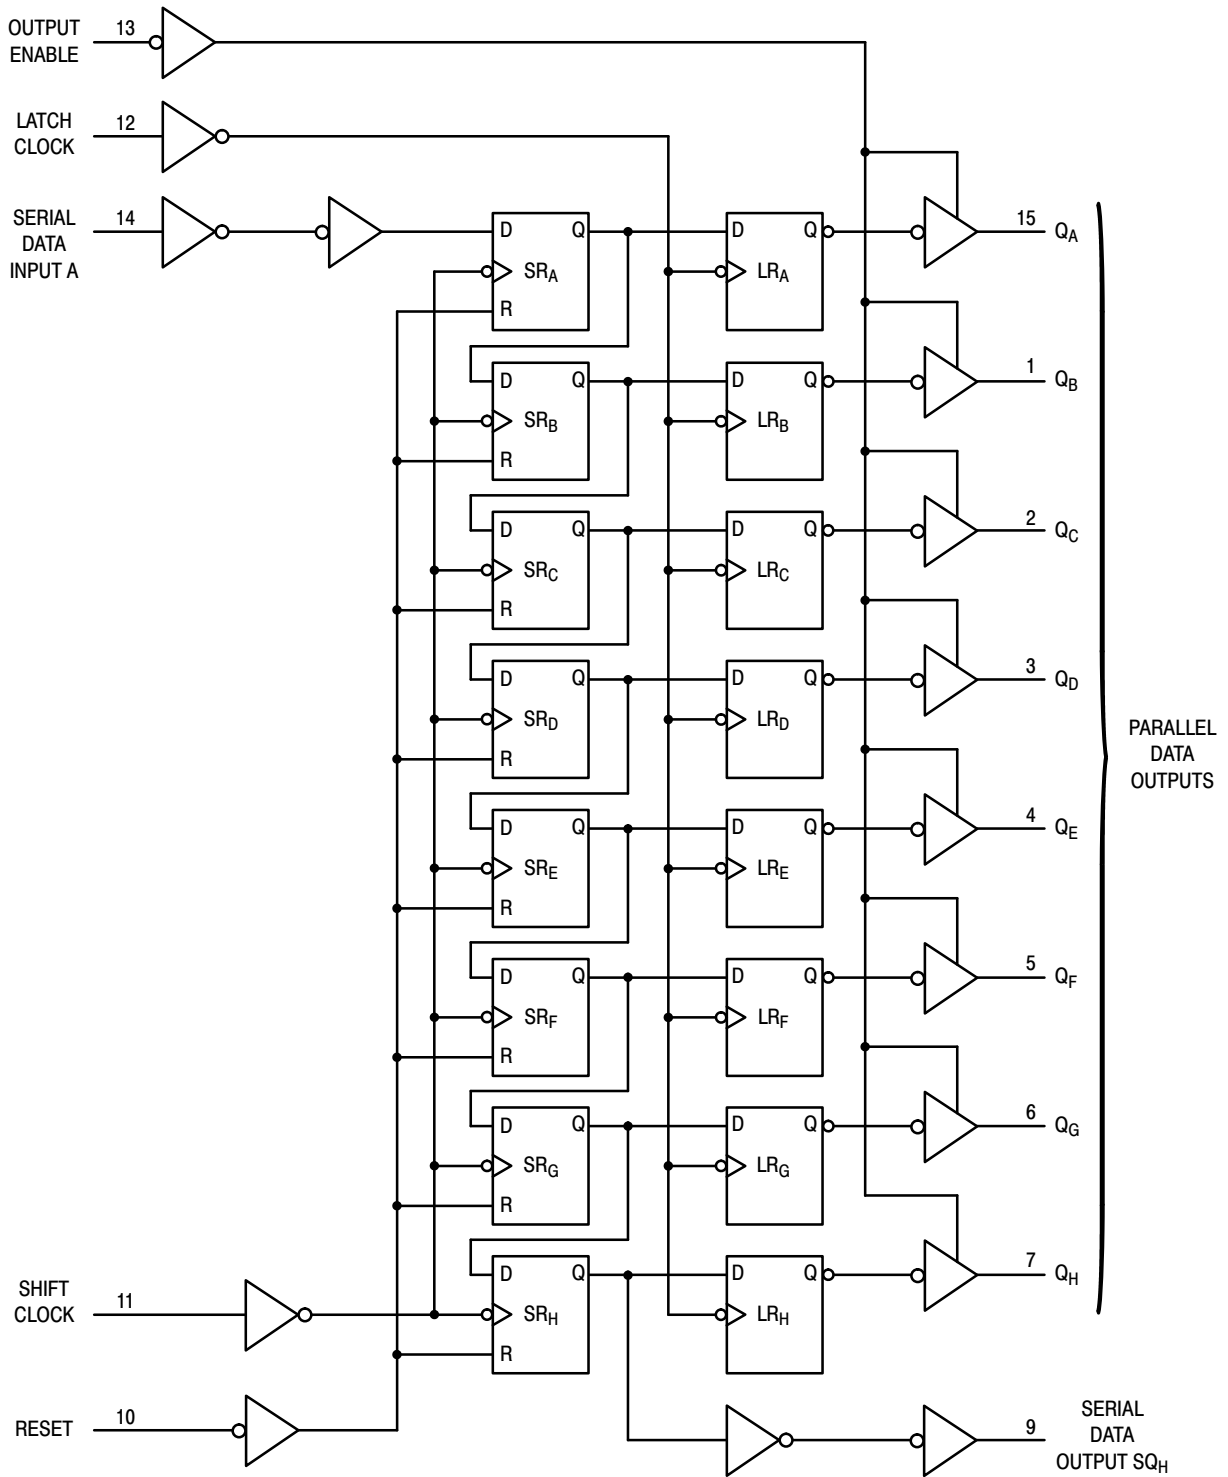 OUTPUT
ENABLE
13
LATCH
CLOCK
12
SERIAL
DATA
INPUT A
14
D Q
SRA
R
D Q
LRA
15
QA
D Q
SRB
R
D Q
LRB
1
QB
D Q
SRC
R
D Q
LRC
2
QC
D Q
SRD
R
D Q
LRD
3
QD
D Q
SRE
R
D Q
LRE
4
QE
D Q
SRF
R
D Q
LRF
5
QF
D Q
SRG
R
D Q
LRG
6
QG
D Q
SRH
R
D Q
LRH
7
QH
PARALLEL
DATA
OUTPUTS
SHIFT
CLOCK
11
RESET
10
9
SERIAL
DATA
OUTPUT SQH